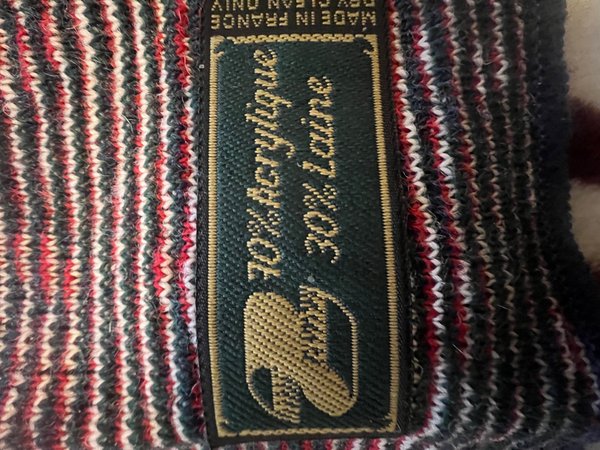 70% Acrylique
30% Laine
MADE IN FRANCE
DRY CLEAN ONLY